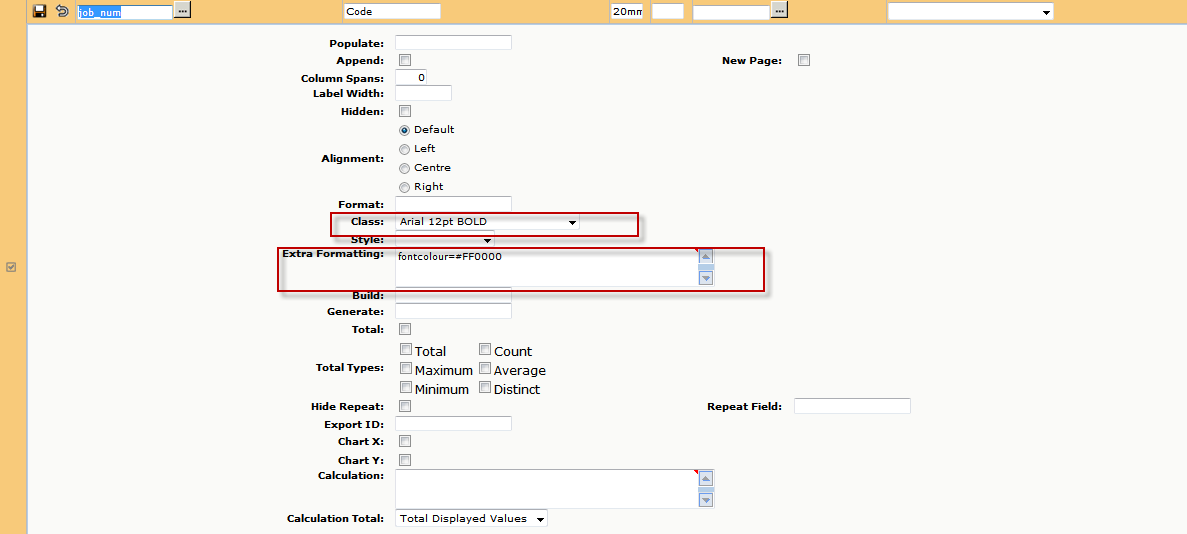 job_num ... Code 20mm ...
Populate:
Append: New Page:
Column Spans: 0
Label Width:
Hidden:
Default
Left
Alignment:
Centre
Right
Format:
Class: Arial 12pt BOLD
Style:
Extra Formatting: fontcolour=#FF0000
Build:
Generate:
Total:
Total Count
Total Types: Maximum Average
Minimum Distinct
Hide Repeat: Repeat Field:
Export ID:
Chart X:
Chart Y:
Calculation:
Calculation Total: Total Displayed Values